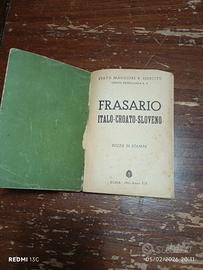 STATO MAGGIORE R. ESERCITO
FRASARIO
ITALO-CROATO-SLOVENO
BOZZE DI STAMPA
ROMA
REDMI 13C
05/02/2026 20:11